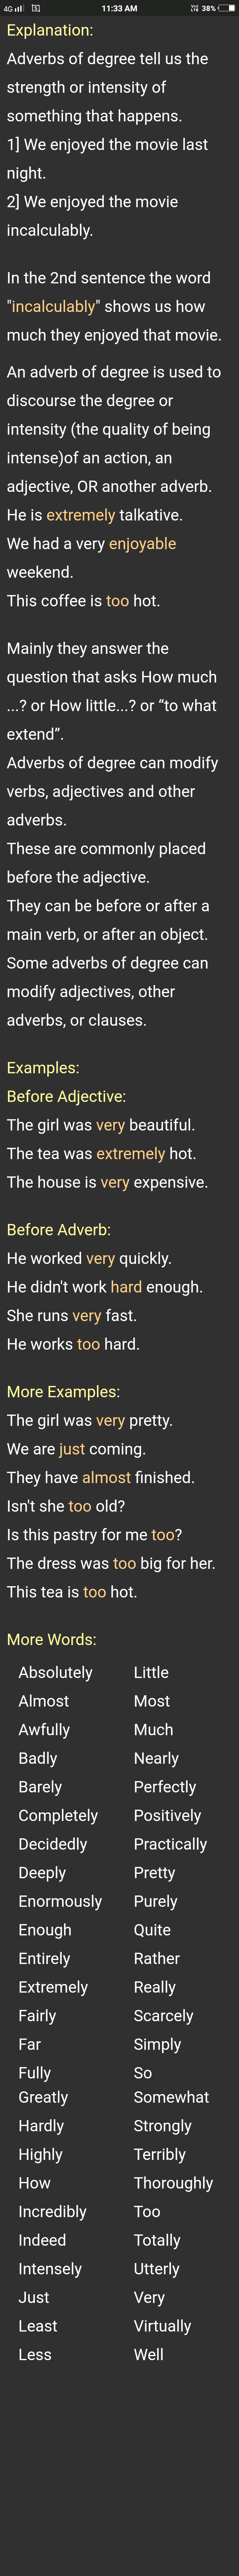 4G 11:33 AM 38%
Explanation:
Adverbs of degree tell us the
strength or intensity of
something that happens.
1] We enjoyed the movie last
night.
2] We enjoyed the movie
incalculably.
In the 2nd sentence the word
"incalculably" shows us how
much they enjoyed that movie.
An adverb of degree is used to
discourse the degree or
intensity (the quality of being
intense)of an action, an
adjective, OR another adverb.
He is extremely talkative.
We had a very enjoyable
weekend.
This coffee is too hot.
Mainly they answer the
question that asks How much
...? or How little...? or “to what
extend”.
Adverbs of degree can modify
verbs, adjectives and other
adverbs.
These are commonly placed
before the adjective.
They can be before or after a
main verb, or after an object.
Some adverbs of degree can
modify adjectives, other
adverbs, or clauses.
Examples:
Before Adjective:
The girl was very beautiful.
The tea was extremely hot.
The house is very expensive.
Before Adverb:
He worked very quickly.
He didn't work hard enough.
She runs very fast.
He works too hard.
More Examples:
The girl was very pretty.
We are just coming.
They have almost finished.
Isn't she too old?
Is this pastry for me too?
The dress was too big for her.
This tea is too hot.
More Words:
Absolutely Little
Almost Most
Awfully Much
Badly Nearly
Barely Perfectly
Completely Positively
Decidedly Practically
Deeply Pretty
Enormously Purely
Enough Quite
Entirely Rather
Extremely Really
Fairly Scarcely
Far Simply
Fully So
Greatly Somewhat
Hardly Strongly
Highly Terribly
How Thoroughly
Incredibly Too
Indeed Totally
Intensely Utterly
Just Very
Least Virtually
Less Well